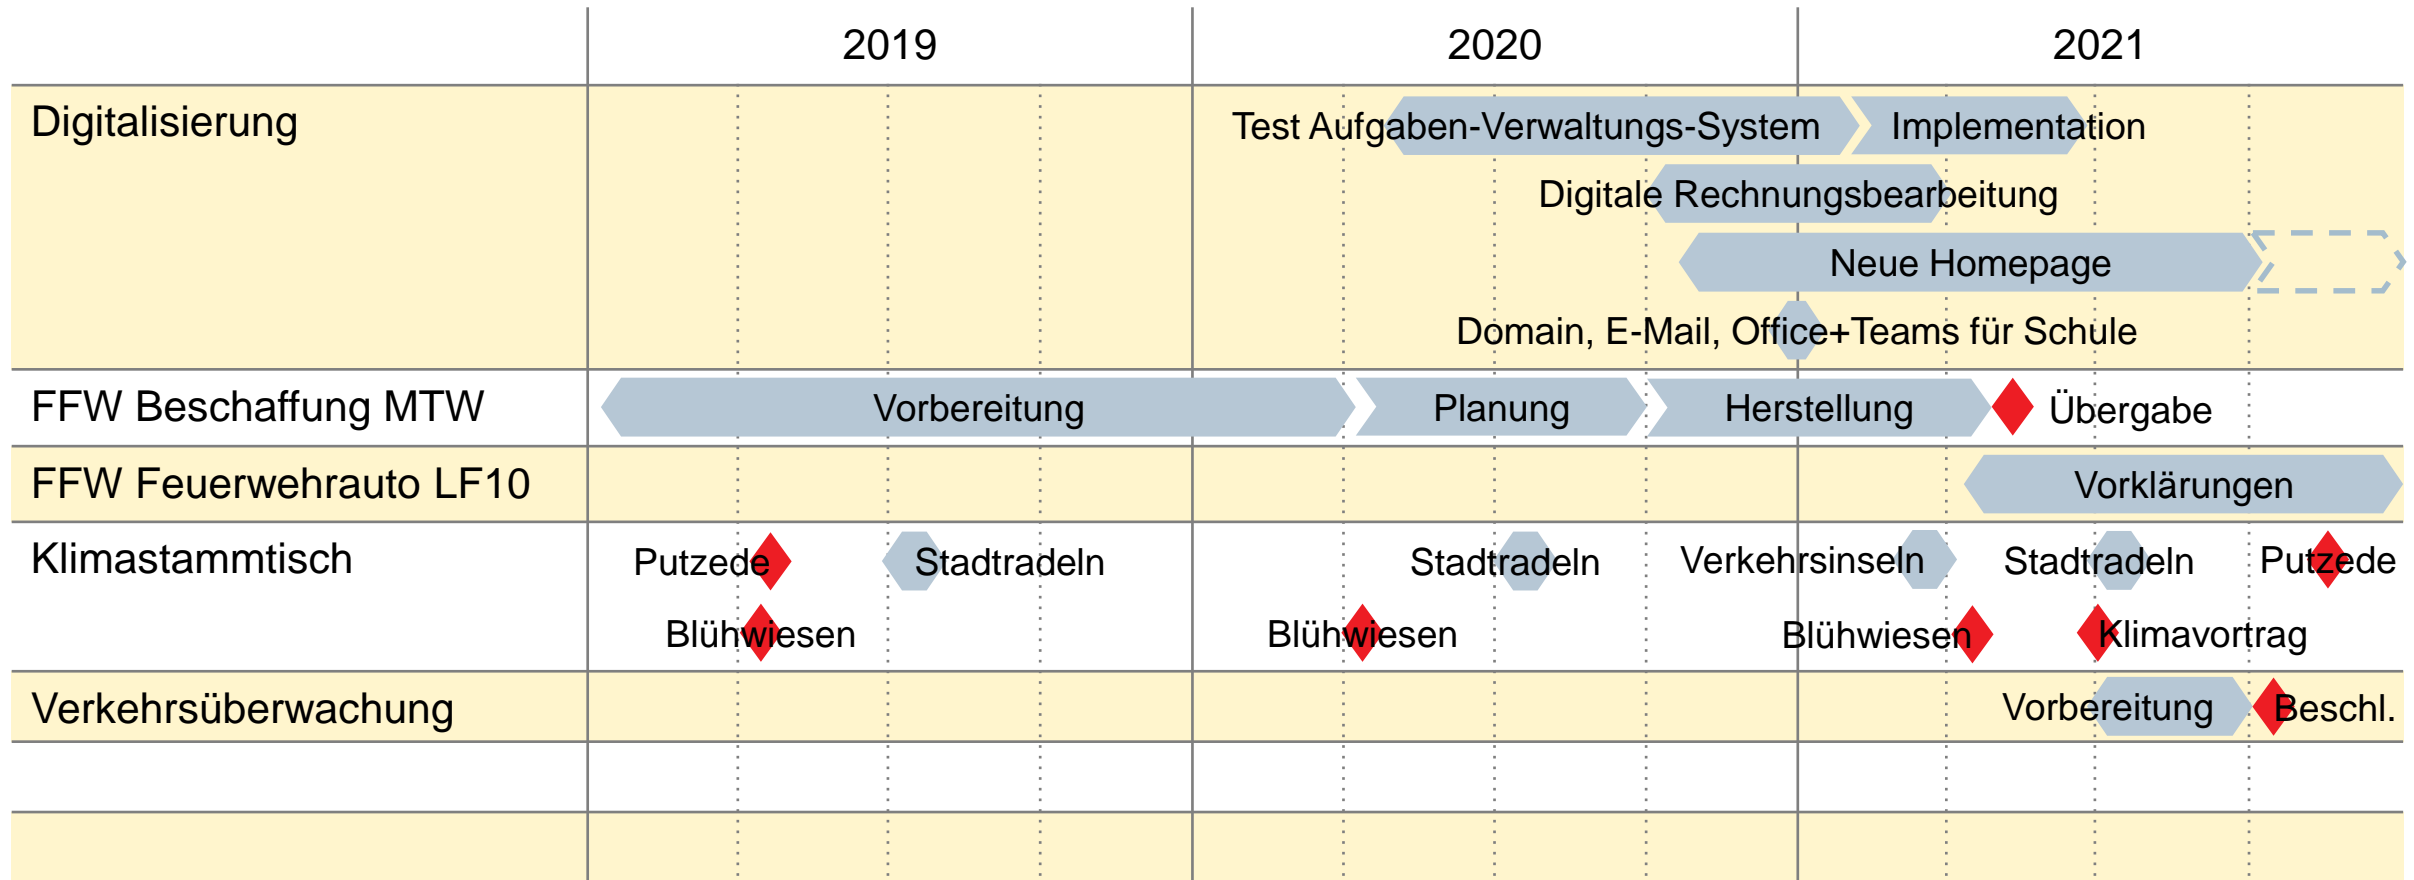 2019 2020 2021
Digitalisierung Test Aufgaben-Verwaltungs-System Implementation
Digitale Rechnungsbearbeitung
Neue Homepage
Domain, E-Mail, Office+Teams für Schule
FFW Beschaffung MTW Vorbereitung Planung Herstellung Übergabe
FFW Feuerwehrauto LF10 Vorklärungen
Klimastammtisch Putzede Stadtradeln Stadtradeln Verkehrsinseln Stadtradeln Putzede
Blühwiesen Blühwiesen Blühwiesen Klimavortrag
Verkehrsüberwachung Vorbereitung Beschl.